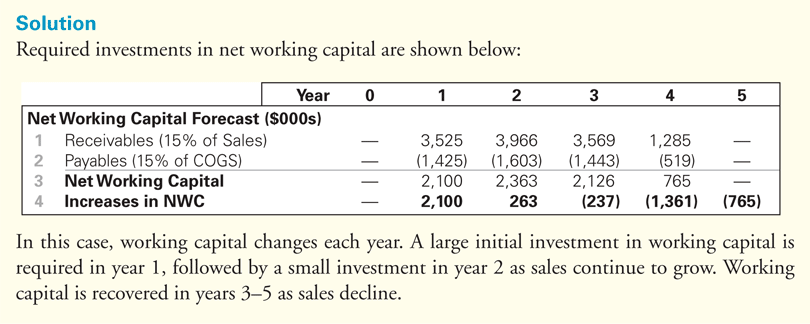 Solution
Required investments in net working capital are shown below:
Year 0 1 2 3 4 5
Net Working Capital Forecast ($000s)
1 Receivables (15% of Sales) — 3,525 3,966 3,569 1,285 —
2 Payables (15% of COGS) — (1,425) (1,603) (1,443) (519) —
3 Net Working Capital — 2,100 2,363 2,126 765 —
4 Increases in NWC — 2,100 263 (237) (1,361) (765)
In this case, working capital changes each year. A large initial investment in working capital is
required in year 1, followed by a small investment in year 2 as sales continue to grow. Working
capital is recovered in years 3–5 as sales decline.